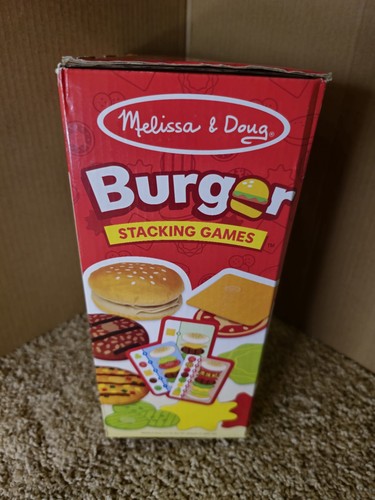 Melissa & Doug
Burger
STACKING GAMES